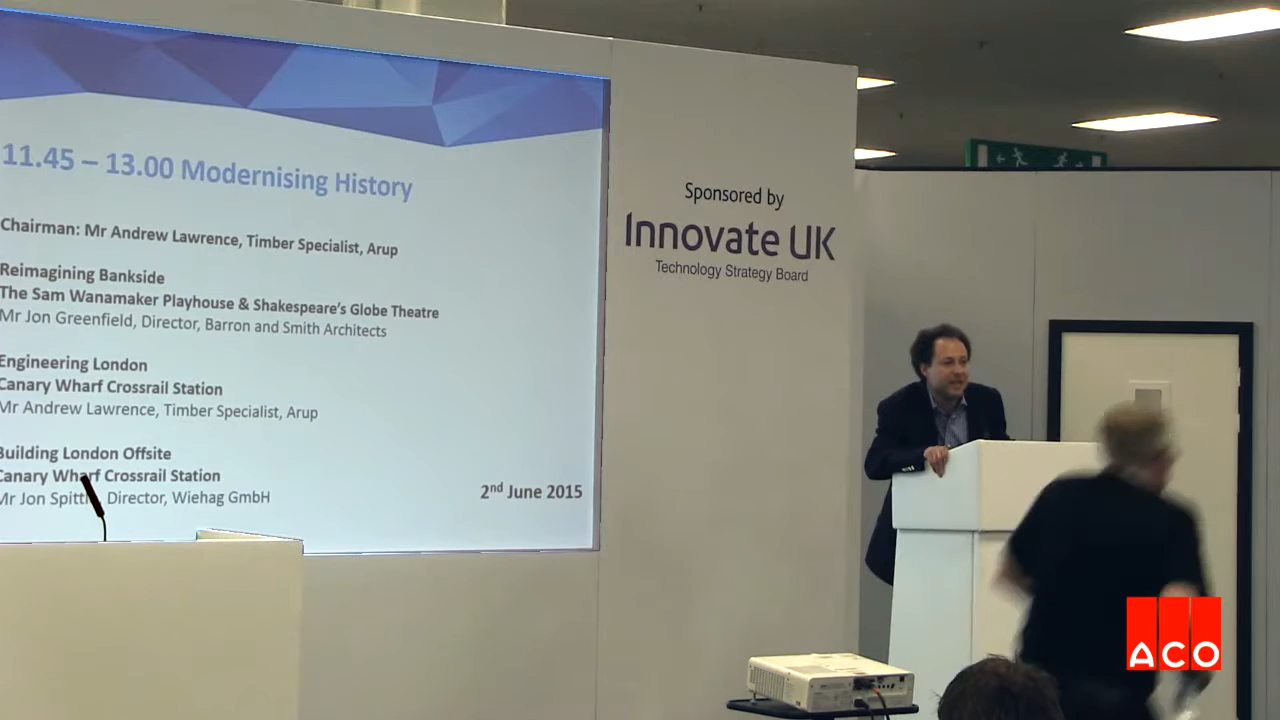 11.45 – 13.00 Modernising History
Chairman: Mr Andrew Lawrence, Timber Specialist, Arup
Reimagining Bankside
The Sam Wanamaker Playhouse & Shakespeare's Globe Theatre
Mr Jon Greenfield, Director, Barron and Smith Architects
Engineering London
Canary Wharf Crossrail Station
Mr Andrew Lawrence, Timber Specialist, Arup
Building London Offsite
Canary Wharf Crossrail Station
Mr Jon Director, Wiehag GmbH
2nd June 2015
Sponsored by
Innovate UK
Technology Strategy Board
ACO